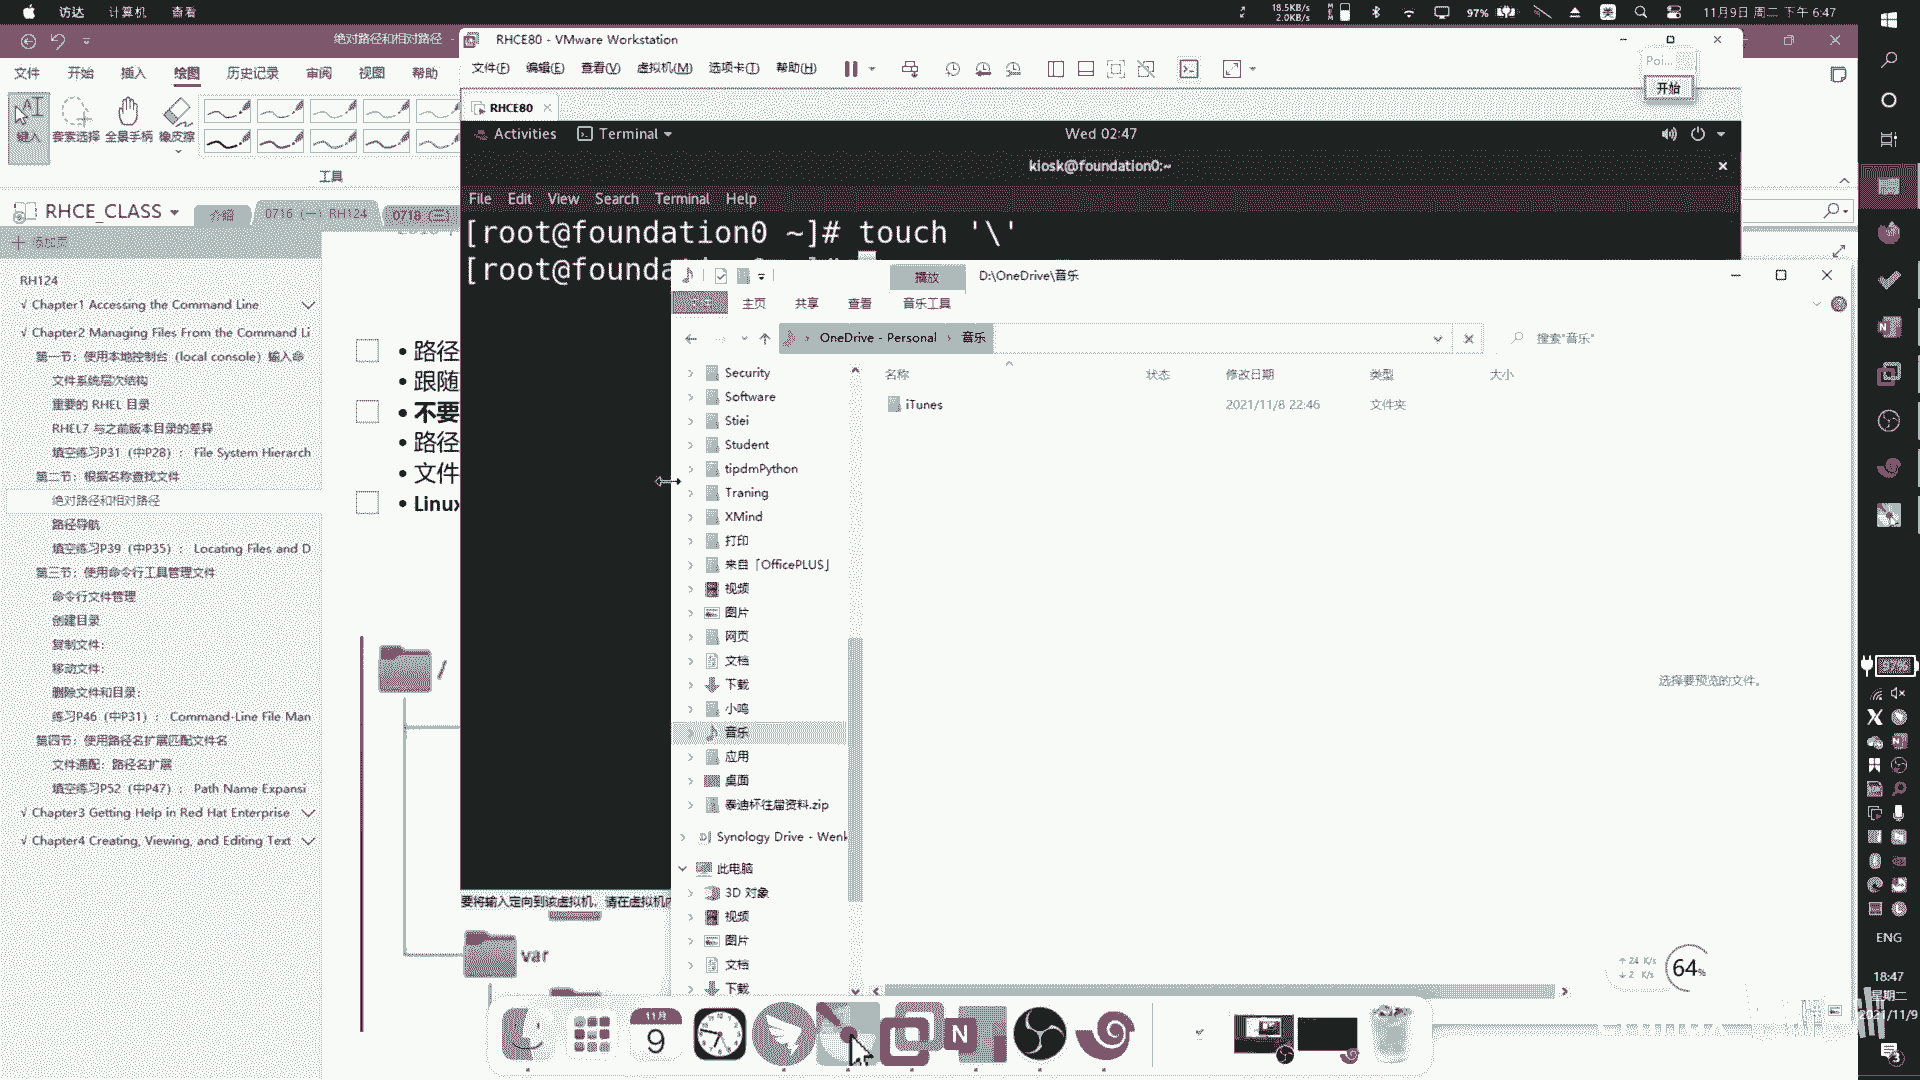 访达 计算机 查看
18.5KB/s
2.0KB/s
97%
美
11月9日 周二 下午 6:47
绝对路径和相对路径 -
RHCE80 - VMware Workstation
文件 开始 插入 绘图 历史记录 审阅 视图 帮助
文件(F) 编辑(E) 查看(V) 虚拟机(M) 选项卡(T) 帮助(H)
Poi...
开始
键入 套索选择 全景手柄 橡皮擦
工具
RHCE80
Activities Terminal Wed 02:47
kiosk@foundation0:~
File Edit View Search Terminal Help
[root@foundation0 ~]# touch '\'
[root@founda
RHCE_CLASS
介绍 0716 (一) RH124 0718 (二)
添加页
RH124
√ Chapter1 Accessing the Command Line
√ Chapter2 Managing Files From the Command Li
第一节：使用本地控制台（local console）输入命
文件系统层次结构
重要的 RHEL 目录
RHEL7 与之前版本目录的差异
填空练习P31（中P28）： File System Hierarch
第二节：根据名称查找文件
绝对路径和相对路径
路径导航
填空练习P39（中P35）： Locating Files and D
第三节：使用命令行工具管理文件
命令行文件管理
创建目录
复制文件:
移动文件:
删除文件和目录:
练习P46（中P31）： Command-Line File Man
第四节：使用路径名扩展匹配文件名
文件通配：路径名扩展
填空练习P52（中P47）： Path Name Expansi
√ Chapter3 Getting Help in Red Hat Enterprise
√ Chapter4 Creating, Viewing, and Editing Text
• 路径
• 跟随
• 不要
• 路径
• 文件
• Linux
/
var
要将输入定向到该虚拟机，请在虚拟机内
播放 D:\OneDrive\音乐
主页 共享 查看 音乐工具
OneDrive - Personal › 音乐
搜索"音乐"
名称 状态 修改日期 类型 大小
iTunes 2021/11/8 22:46 文件夹
选择要预览的文件。
Security
Software
Stiei
Student
tipdmPython
Traning
XMind
打印
来自「OfficePLUS」
视频
图片
网页
文档
下载
小鸣
音乐
应用
桌面
泰迪杯往届资料.zip
Synology Drive - Wenk
此电脑
3D 对象
视频
图片
文档
下载
↑ 24 K/s
↓ 2 K/s
64%
11月
9
N
97%
ENG
18:47
星期二
2021/11/9
3